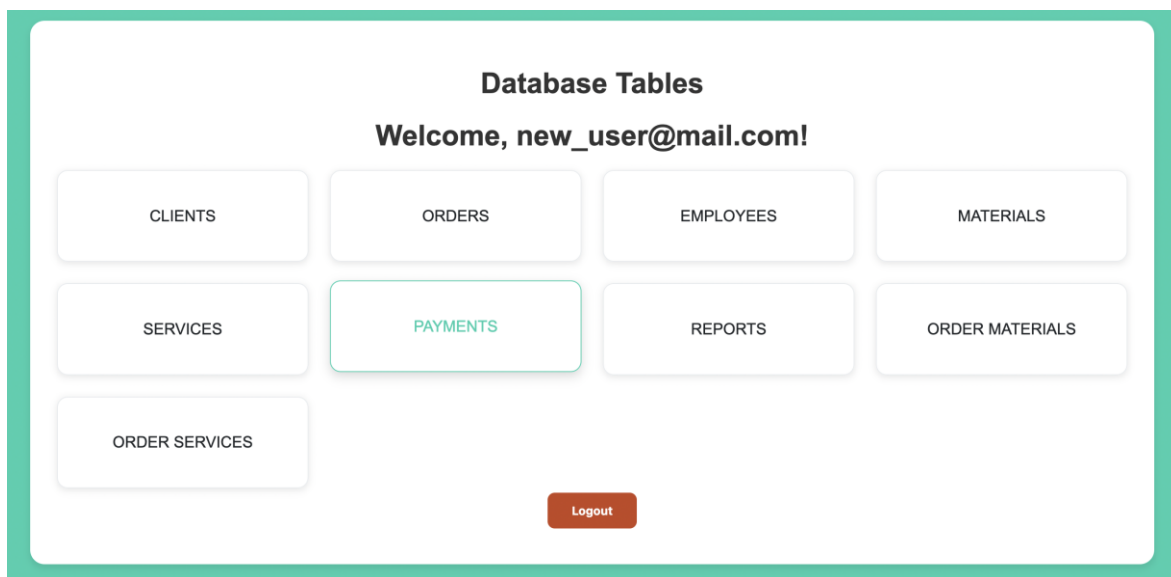 Database Tables
Welcome, new_user@mail.com!
CLIENTS
ORDERS
EMPLOYEES
MATERIALS
SERVICES
PAYMENTS
REPORTS
ORDER MATERIALS
ORDER SERVICES
Logout